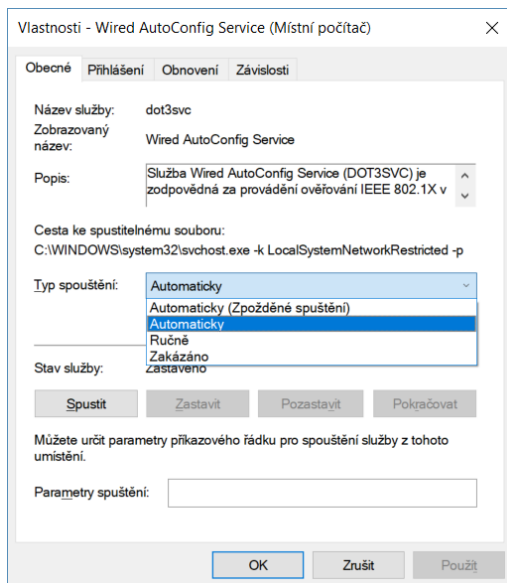 Vlastnosti - Wired AutoConfig Service (Místní počítač)
Obecné
Přihlášení
Obnovení
Závislosti
Název služby: dot3svc
Zobrazovaný
název:
Wired AutoConfig Service
Popis:
Služba Wired AutoConfig Service (DOT3SVC) je
zodpovědná za provádění ověřování IEEE 802.1X v
Cesta ke spustitelnému souboru:
C:\WINDOWS\system32\svchost.exe -k LocalSystemNetworkRestricted -p
Typ spouštění: Automaticky
Automaticky (Zpožděné spuštění)
Automaticky
Ručně
Zakázáno
Stav služby: Zastaveno
Spustit
Zastavit
Pozastavit
Pokračovat
Můžete určit parametry příkazového řádku pro spouštění služby z tohoto
umístění.
Parametry spuštění:
OK
Zrušit
Použít